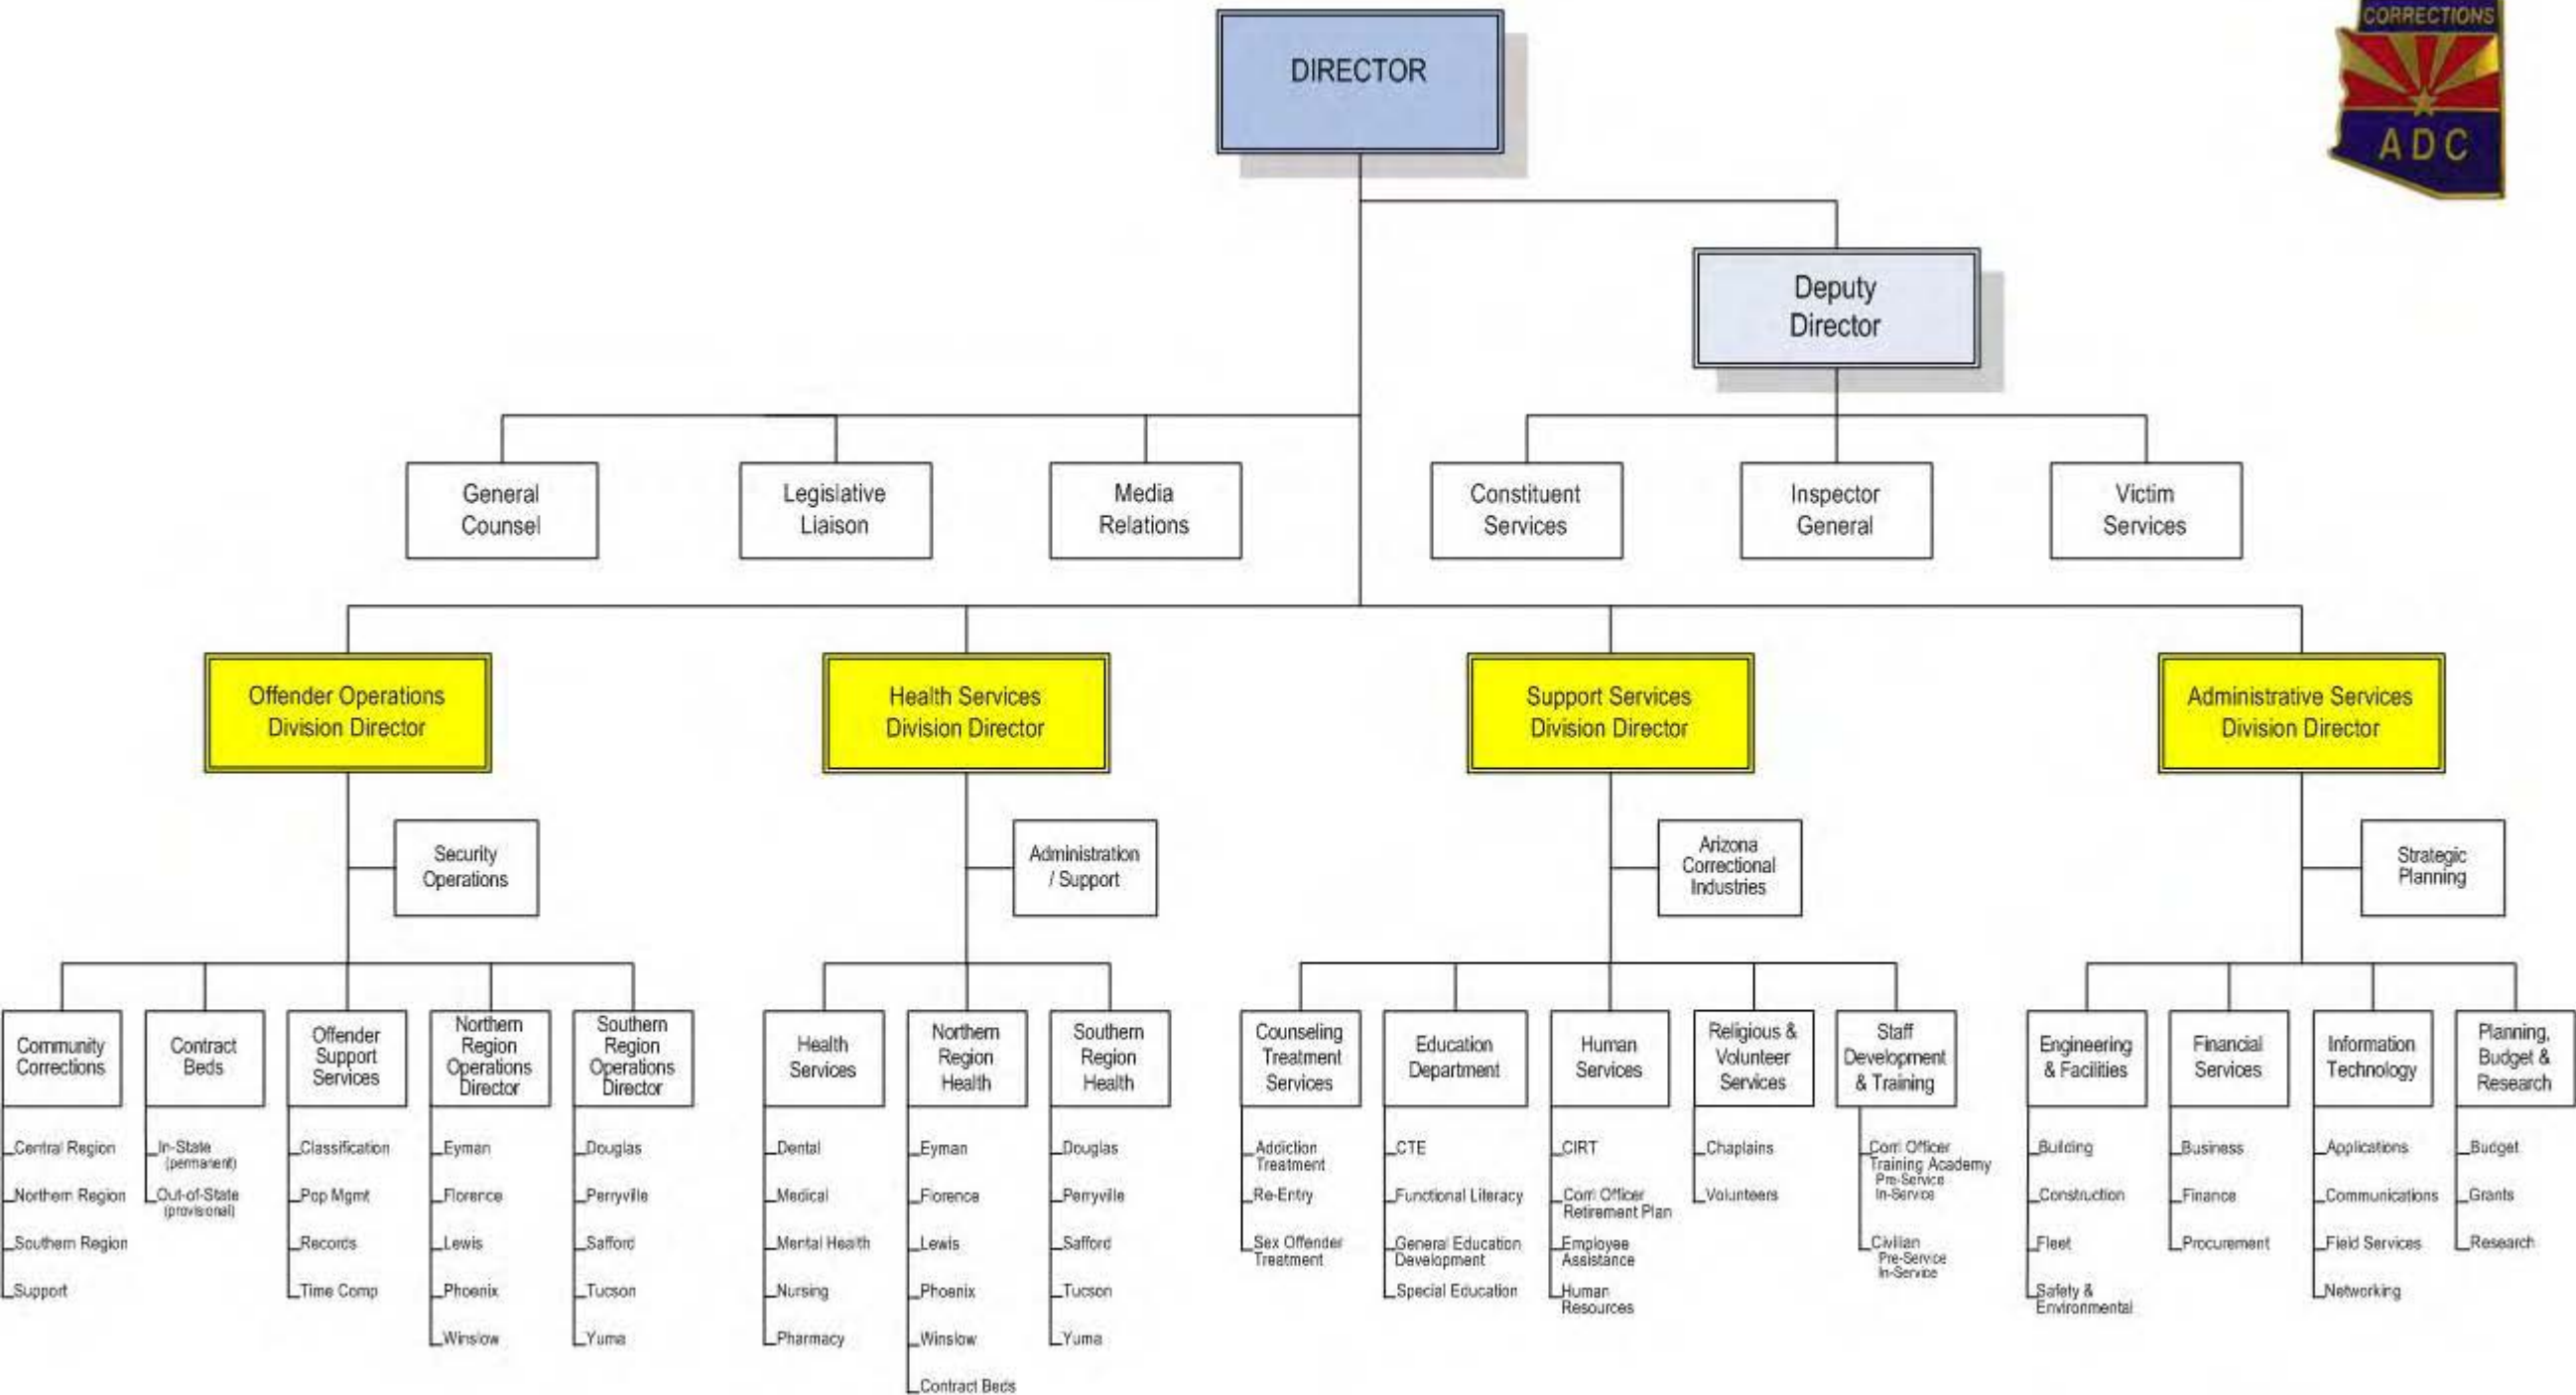 CORRECTIONS
ADC
DIRECTOR
Deputy
Director
General
Counsel
Legislative
Liaison
Media
Relations
Constituent
Services
Inspector
General
Victim
Services
Offender Operations
Division Director
Health Services
Division Director
Support Services
Division Director
Administrative Services
Division Director
Security
Operations
Administration
/ Support
Arizona
Correctional
Industries
Strategic
Planning
Community
Corrections
Central Region
Northern Region
Southern Region
Support
Contract
Beds
In-State
(permanent)
Out-of-State
(provisional)
Offender
Support
Services
Classification
Pop Mgmt
Records
Time Comp
Northern
Region
Operations
Director
Eyman
Florence
Lewis
Phoenix
Winslow
Southern
Region
Operations
Director
Douglas
Perryville
Safford
Tucson
Yuma
Health
Services
Dental
Medical
Mental Health
Nursing
Pharmacy
Northern
Region
Health
Eyman
Florence
Lewis
Phoenix
Winslow
Contract Beds
Southern
Region
Health
Douglas
Perryville
Safford
Tucson
Yuma
Counseling
Treatment
Services
Addiction
Treatment
Re-Entry
Sex Offender
Treatment
Education
Department
CTE
Functional Literacy
General Education
Development
Special Education
Human
Services
CIRT
Corr'l Officer
Retirement Plan
Employee
Assistance
Human
Resources
Religious &
Volunteer
Services
Chaplains
Volunteers
Staff
Development
& Training
Corr'l Officer
Training Academy
Pre-Service
In-Service
Civilian
Pre-Service
In-Service
Engineering
& Facilities
Building
Construction
Fleet
Safety &
Environmental
Financial
Services
Business
Finance
Procurement
Information
Technology
Applications
Communications
Field Services
Networking
Planning,
Budget &
Research
Budget
Grants
Research